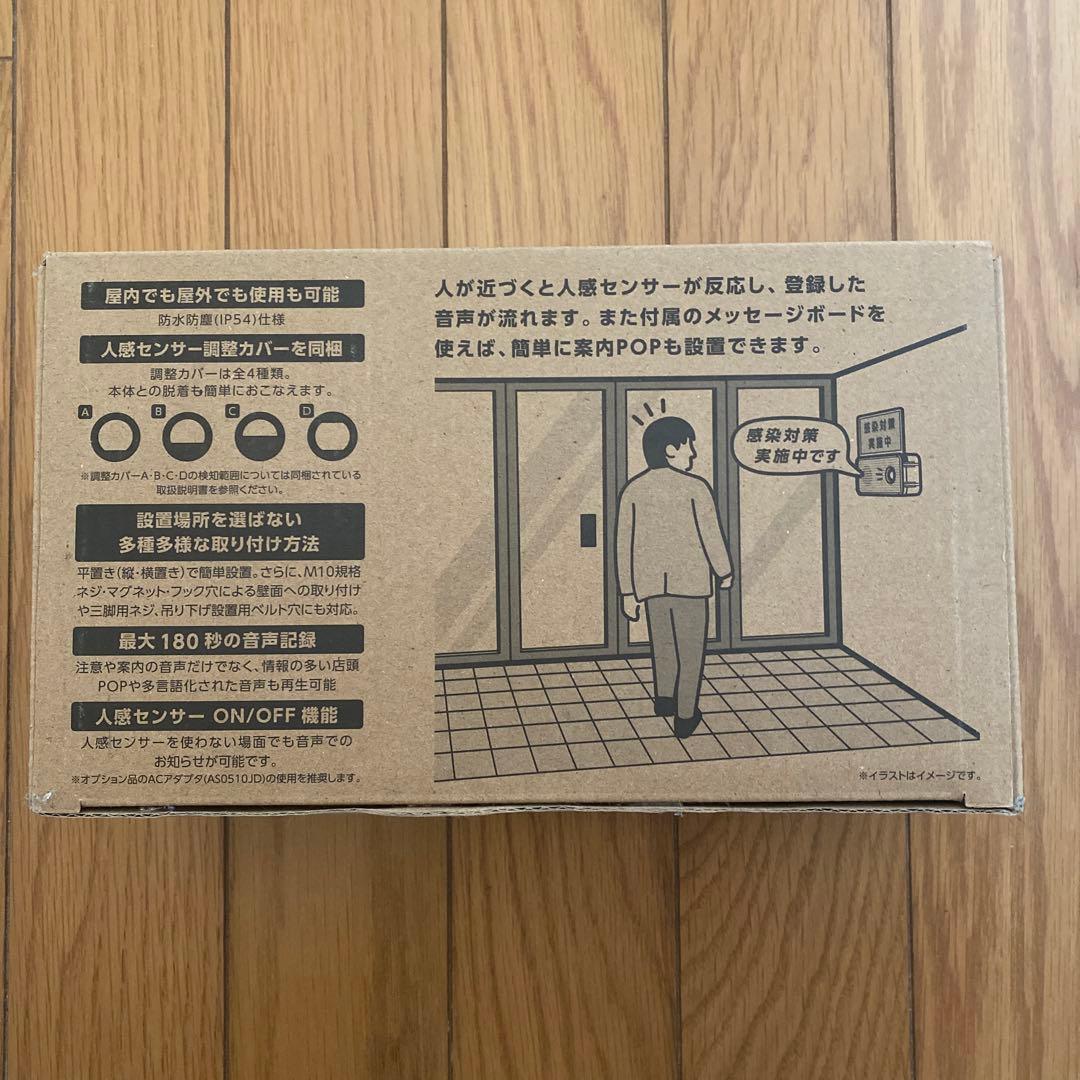 屋内でも屋外でも使用も可能
防水防塵(IP54)仕様
人感センサー調整カバーを同梱
調整カバーは全4種類。
本体との脱着も簡単におこなえます。
A B C D
※調整カバーA・B・C・Dの検知範囲については同梱されている
取扱説明書を参照ください。
設置場所を選ばない
多種多様な取り付け方法
平置き(縦・横置き)で簡単設置。さらに、M10規格
ネジ・マグネット・フック穴による壁面への取り付け
や三脚用ネジ、吊り下げ設置用ベルト穴にも対応。
最大180秒の音声記録
注意や案内の音声だけでなく、情報の多い店頭
POPや多言語化された音声も再生可能
人感センサー ON/OFF機能
人感センサーを使わない場面でも音声での
お知らせが可能です。
※オプション品のACアダプタ(AS0510JD)の使用を推奨します。
人が近づくと人感センサーが反応し、登録した
音声が流れます。また付属のメッセージボードを
使えば、簡単に案内POPも設置できます。
感染対策
実施中です
感染対策
実施中
※イラストはイメージです。